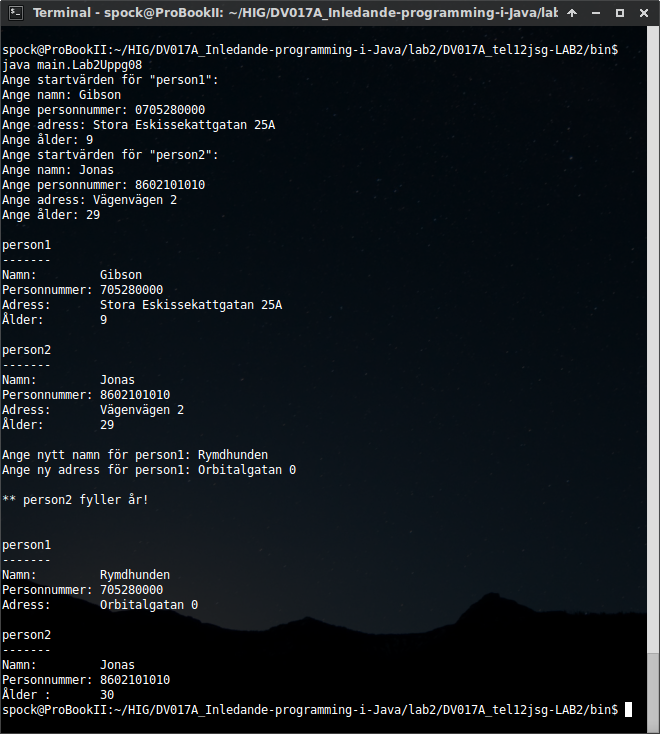 Terminal - spock@ProBookII: ~/HIG/DV017A_Inledande-programming-i-Java/lab
spock@ProBookII:~/HIG/DV017A_Inledande-programming-i-Java/lab2/DV017A_tel12jsg-LAB2/bin$
java main.Lab2Uppg08
Ange startvärden för "person1":
Ange namn: Gibson
Ange personnummer: 0705280000
Ange adress: Stora Eskissekattgatan 25A
Ange ålder: 9
Ange startvärden för "person2":
Ange namn: Jonas
Ange personnummer: 8602101010
Ange adress: Vägenvägen 2
Ange ålder: 29
person1
-------
Namn:         Gibson
Personnummer: 705280000
Adress:       Stora Eskissekattgatan 25A
Ålder:        9
person2
-------
Namn:         Jonas
Personnummer: 8602101010
Adress:       Vägenvägen 2
Ålder:        29
Ange nytt namn för person1: Rymdhunden
Ange ny adress för person1: Orbitalgatan 0
** person2 fyller år!
person1
-------
Namn:         Rymdhunden
Personnummer: 705280000
Adress:       Orbitalgatan 0
person2
-------
Namn:         Jonas
Personnummer: 8602101010
Ålder :       30
spock@ProBookII:~/HIG/DV017A_Inledande-programming-i-Java/lab2/DV017A_tel12jsg-LAB2/bin$